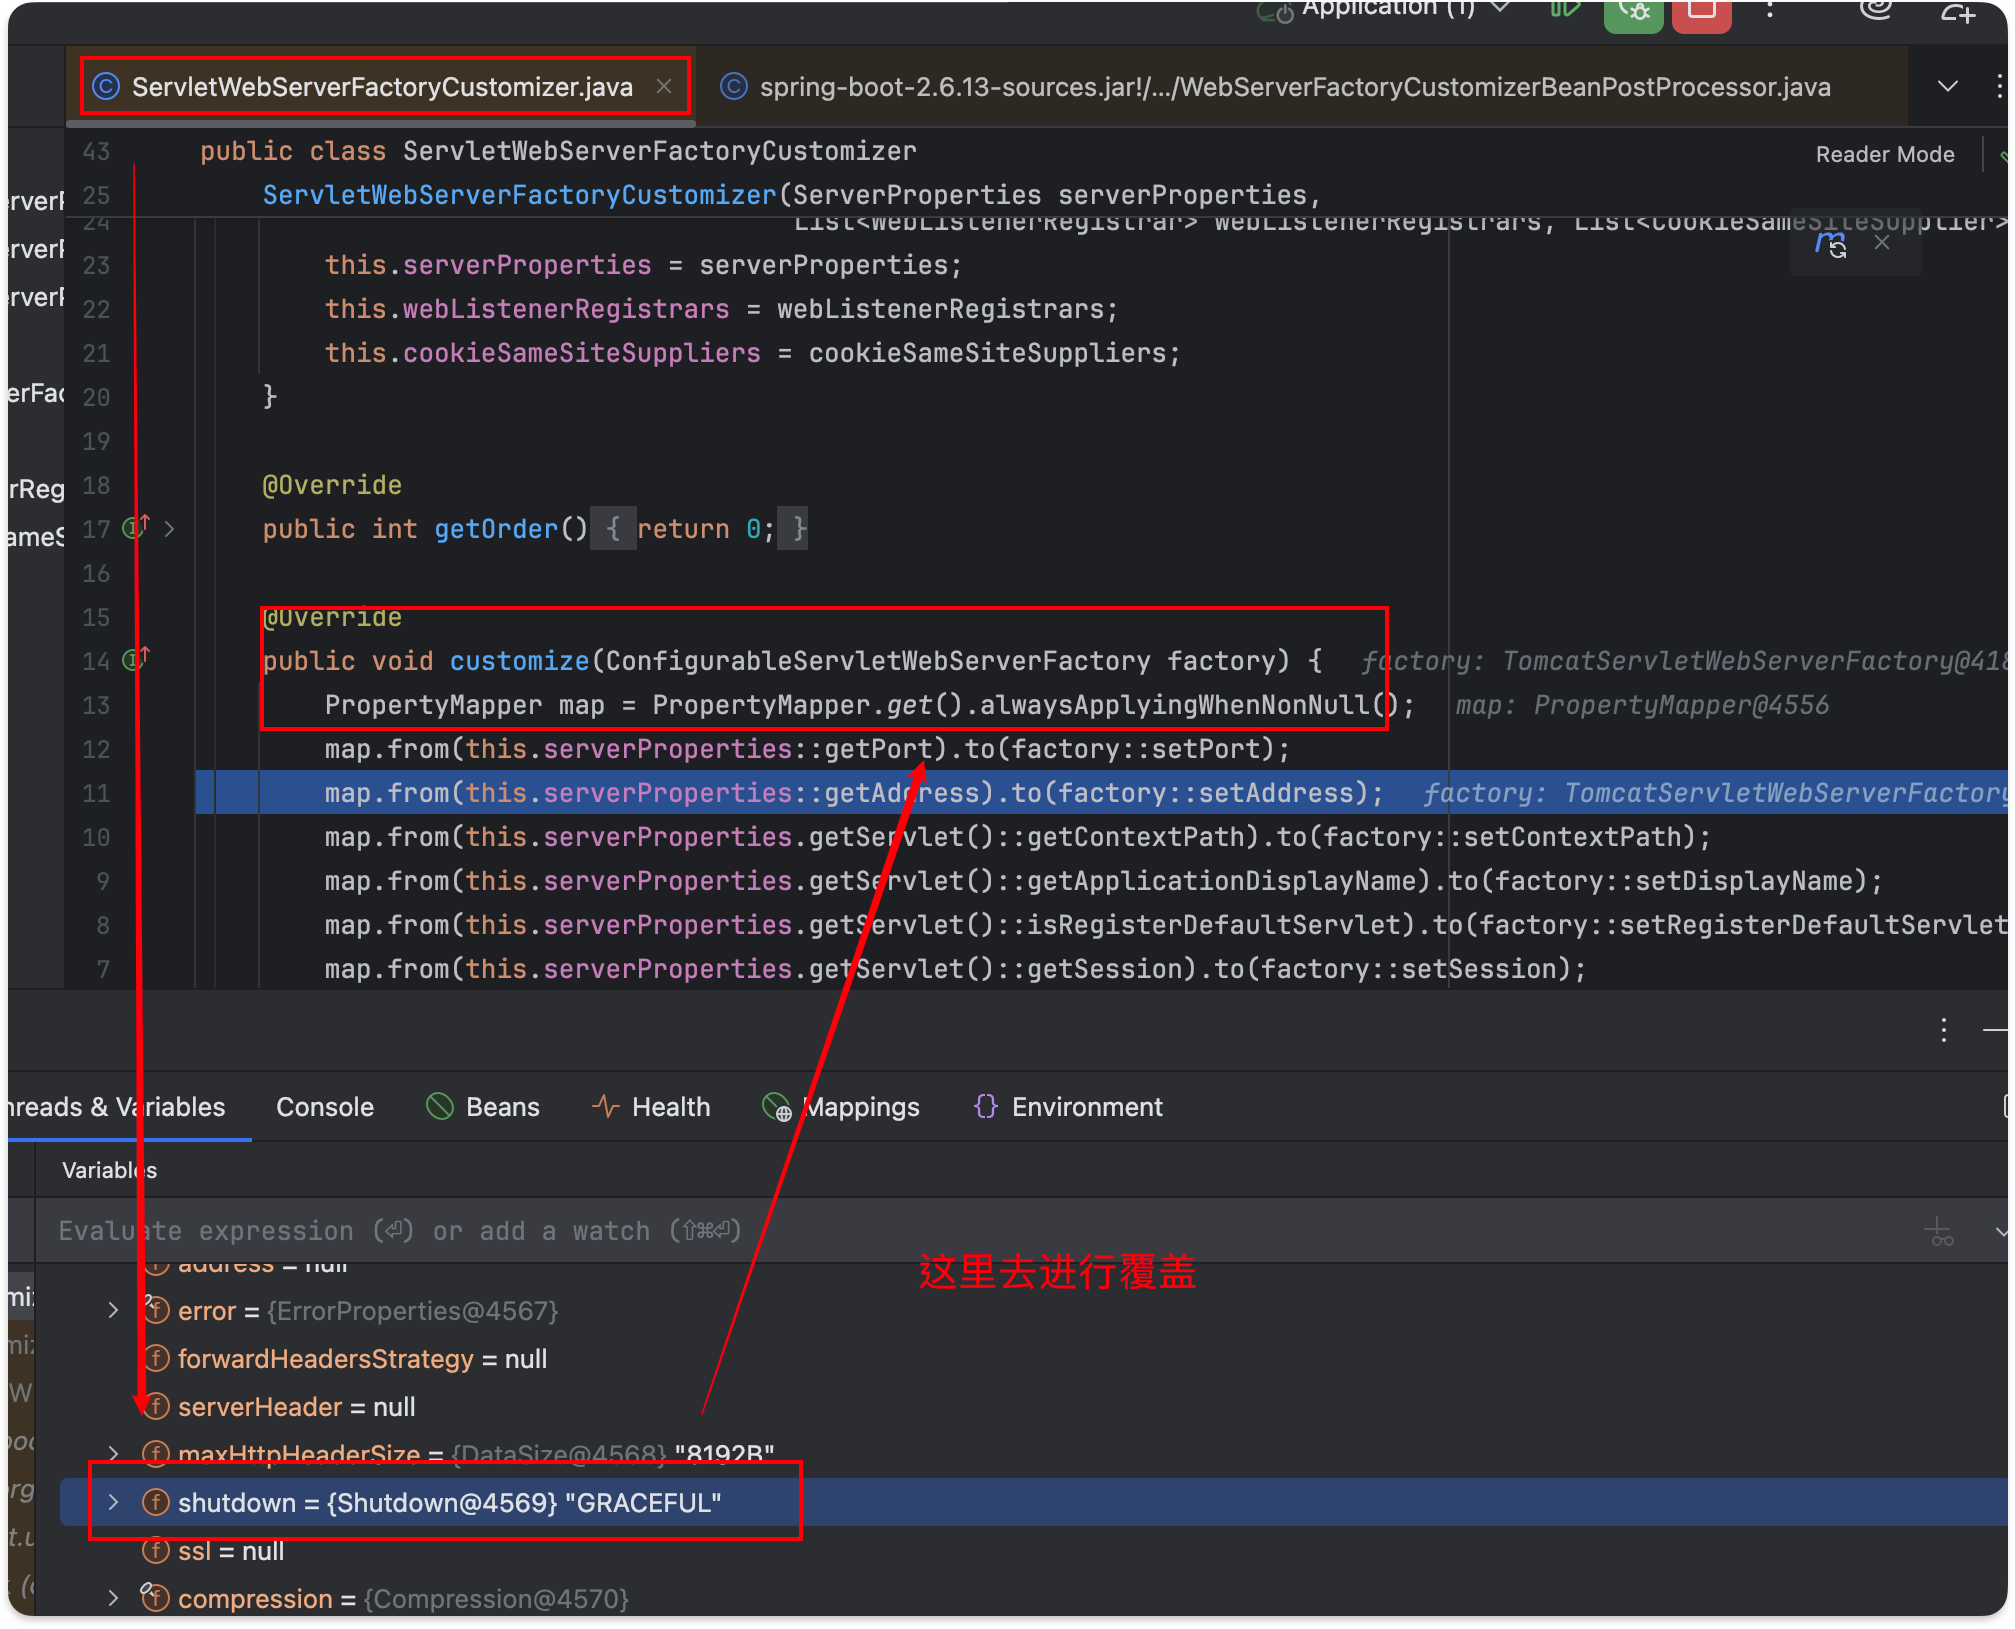 Application (1)
ServletWebServerFactoryCustomizer.java
spring-boot-2.6.13-sources.jar!/.../WebServerFactoryCustomizerBeanPostProcessor.java
43 public class ServletWebServerFactoryCustomizer
Reader Mode
25 ServletWebServerFactoryCustomizer(ServerProperties serverProperties,
24 List<WebListenerRegistrar> webListenerRegistrars, List<CookieSameSiteSupplier>
23 this.serverProperties = serverProperties;
22 this.webListenerRegistrars = webListenerRegistrars;
21 this.cookieSameSiteSuppliers = cookieSameSiteSuppliers;
20 }
19
18 @Override
17 public int getOrder() { return 0; }
16
15 @Override
14 public void customize(ConfigurableServletWebServerFactory factory) { factory: TomcatServletWebServerFactory@418
13 PropertyMapper map = PropertyMapper.get().alwaysApplyingWhenNonNull(); map: PropertyMapper@4556
12 map.from(this.serverProperties::getPort).to(factory::setPort);
11 map.from(this.serverProperties::getAddress).to(factory::setAddress); factory: TomcatServletWebServerFactory
10 map.from(this.serverProperties.getServlet()::getContextPath).to(factory::setContextPath);
9 map.from(this.serverProperties.getServlet()::getApplicationDisplayName).to(factory::setDisplayName);
8 map.from(this.serverProperties.getServlet()::isRegisterDefaultServlet).to(factory::setRegisterDefaultServlet
7 map.from(this.serverProperties.getServlet()::getSession).to(factory::setSession);
hreads & Variables
Console
Beans
Health
Mappings
Environment
Variables
Evaluate expression (⏎) or add a watch (⇧⌘⏎)
address = null
这里去进行覆盖
error = {ErrorProperties@4567}
forwardHeadersStrategy = null
serverHeader = null
maxHttpHeaderSize = {DataSize@4568} "8192B"
shutdown = {Shutdown@4569} "GRACEFUL"
ssl = null
compression = {Compression@4570}